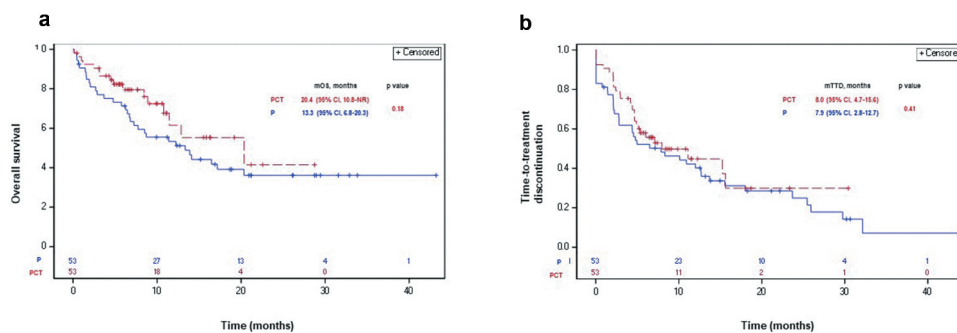 a
+ Censored
mOS, months p value
PCT 20.4 (95% CI, 10.8-NR)
P 13.3 (95% CI, 6.8-20.3)
0.18
Overall survival
10
8
6
4
2
0
P 53 27 13 4 1
PCT 53 18 4 0
0 10 20 30 40
Time (months)
b
+ Censored
mTTD, months p value
PCT 8.0 (95% CI, 4.7-15.6)
P 7.9 (95% CI, 2.8-12.7)
0.41
Time-to-treatment
discontinuation
1.0
0.8
0.6
0.4
0.2
0.0
P 53 23 10 4 1
PCT 53 11 2 1 0
0 10 20 30 40
Time (months)